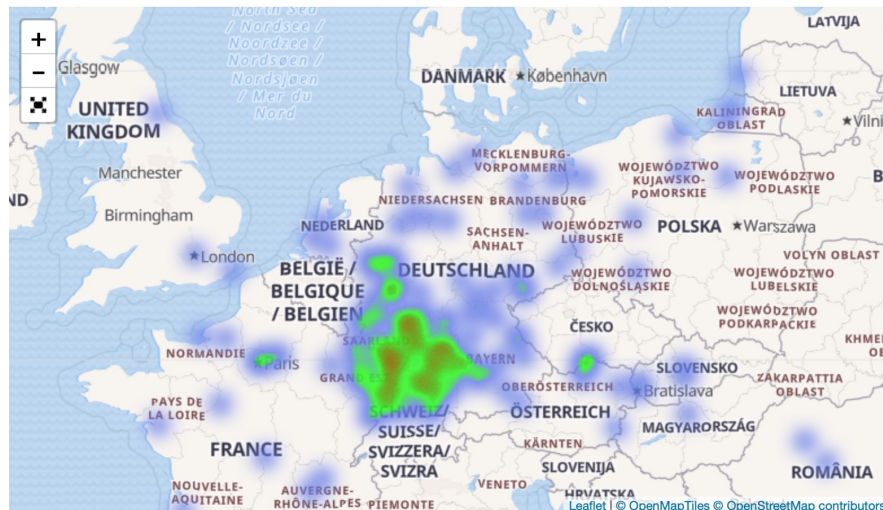 +
−
North Sea
/ Nordsee /
Noordzee /
Nordsøen /
Nordsjøen
/ Mer du
Nord
LATVIJA
Glasgow
DANMARK
København
LIETUVA
UNITED
KINGDOM
KALININGRAD
OBLAST
Vilni
MECKLENBURG-
VORPOMMERN
WOJEWÓDZTWO
KUJAWSKO-
POMORSKIE
WOJEWÓDZTWO
PODLASKIE
Manchester
ND
NIEDERSACHSEN
BRANDENBURG
B
Birmingham
NEDERLAND
SACHSEN-
ANHALT
WOJEWÓDZTWO
LUBUSKIE
POLSKA
Warszawa
London
VOLYN OBLAST
BELGIË /
BELGIQUE
/ BELGIEN
DEUTSCHLAND
WOJEWÓDZTWO
DOLNOŚLĄSKIE
WOJEWÓDZTWO
LUBELSKIE
WOJEWÓDZTWO
PODKARPACKIE
ČESKO
SAARLAND
KHMEL
OB
NORMANDIE
Paris
GRAND EST
BAYERN
SLOVENSKO
OBERÖSTERREICH
ZAKARPATTIA
OBLAST
Bratislava
PAYS DE
LA LOIRE
SCHWEIZ/
SUISSE/
SVIZZERA/
SVIZRA
ÖSTERREICH
MAGYARORSZÁG
FRANCE
KÄRNTEN
SLOVENIJA
ROMÂNIA
NOUVELLE-
AQUITAINE
AUVERGNE-
RHÔNE-ALPES
PIEMONTE
VENETO
HRVATSKA
Leaflet | © OpenMapTiles © OpenStreetMap contributors